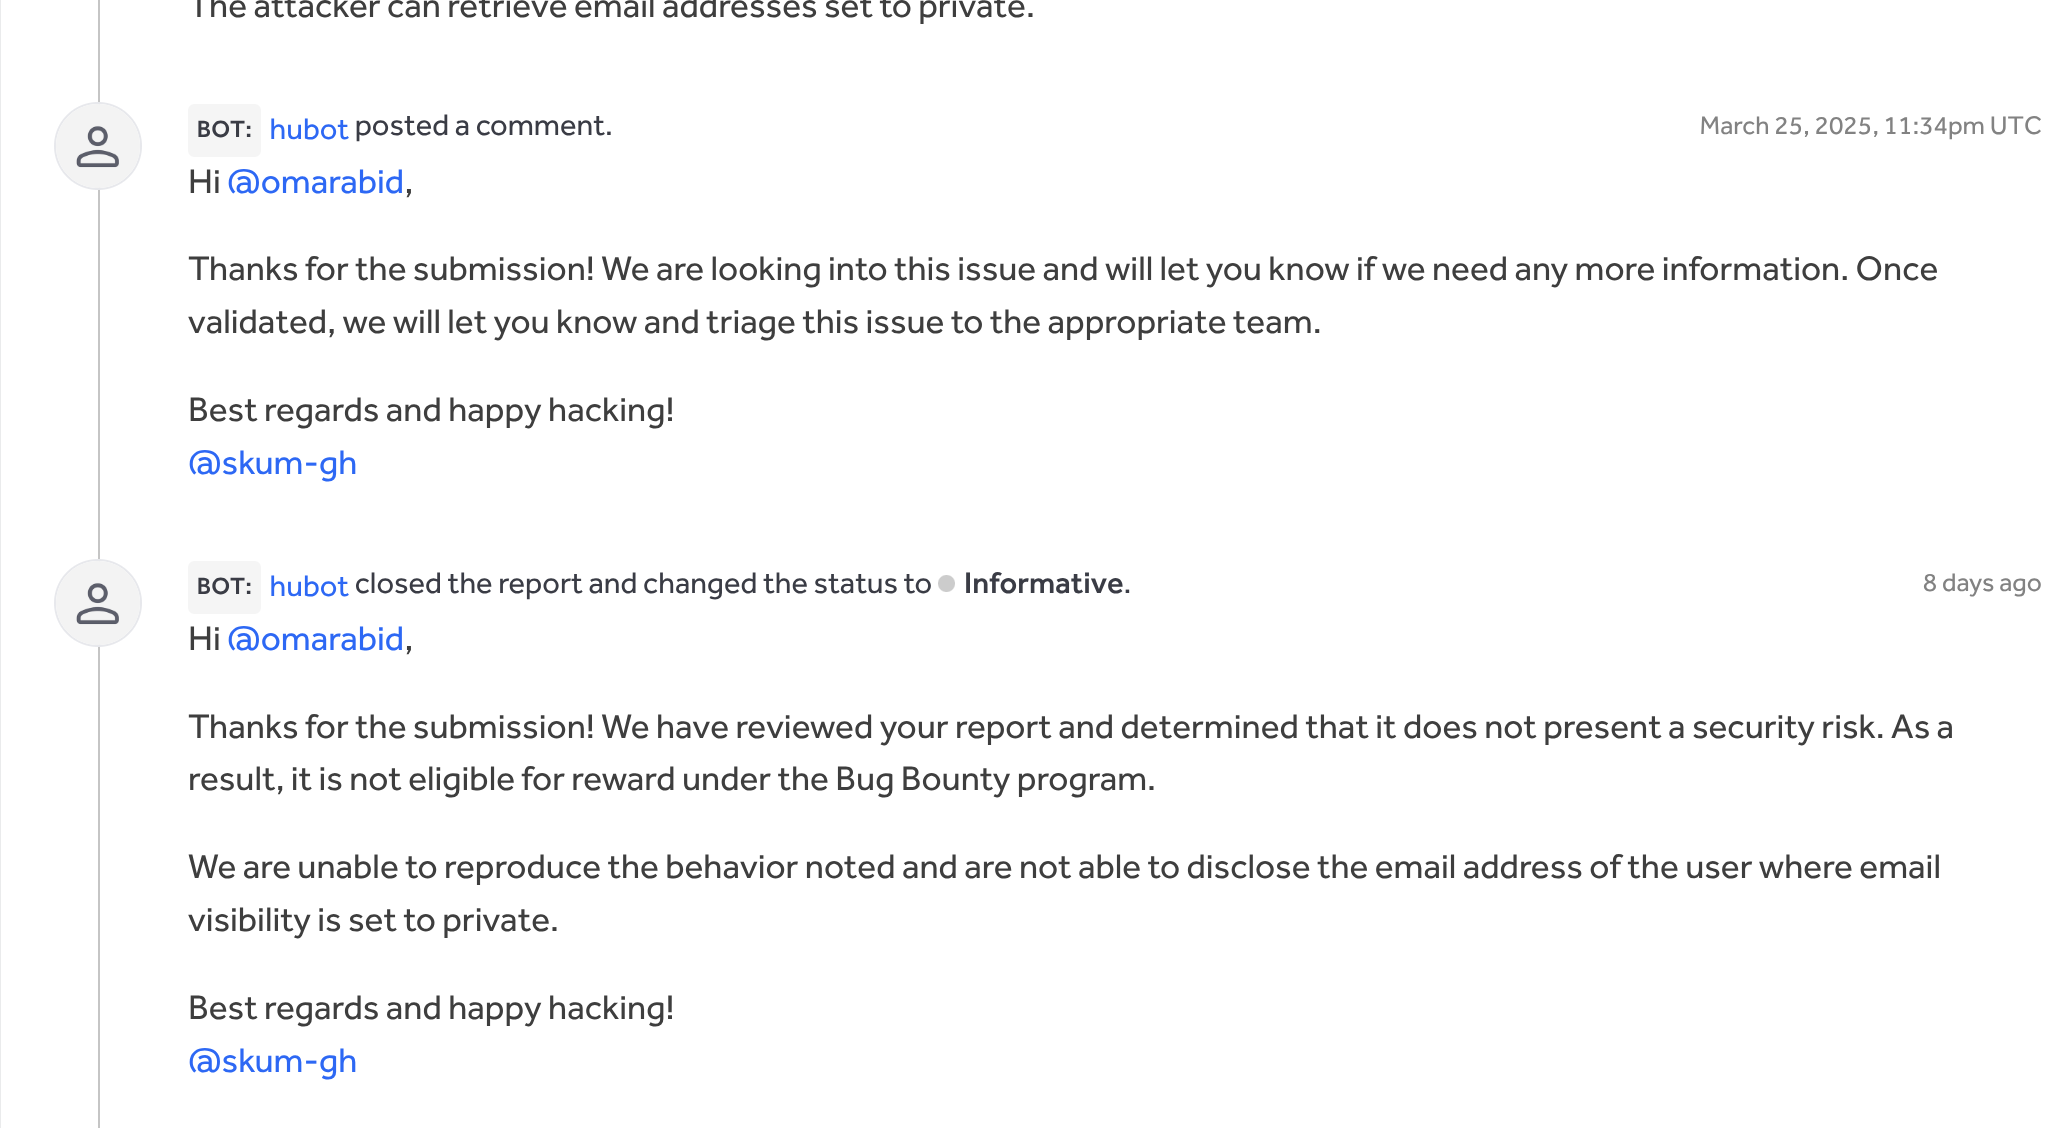 The attacker can retrieve email addresses set to private.
BOT: hubot posted a comment. March 25, 2025, 11:34pm UTC
Hi @omarabid,
Thanks for the submission! We are looking into this issue and will let you know if we need any more information. Once
validated, we will let you know and triage this issue to the appropriate team.
Best regards and happy hacking!
@skum-gh
BOT: hubot closed the report and changed the status to Informative. 8 days ago
Hi @omarabid,
Thanks for the submission! We have reviewed your report and determined that it does not present a security risk. As a
result, it is not eligible for reward under the Bug Bounty program.
We are unable to reproduce the behavior noted and are not able to disclose the email address of the user where email
visibility is set to private.
Best regards and happy hacking!
@skum-gh